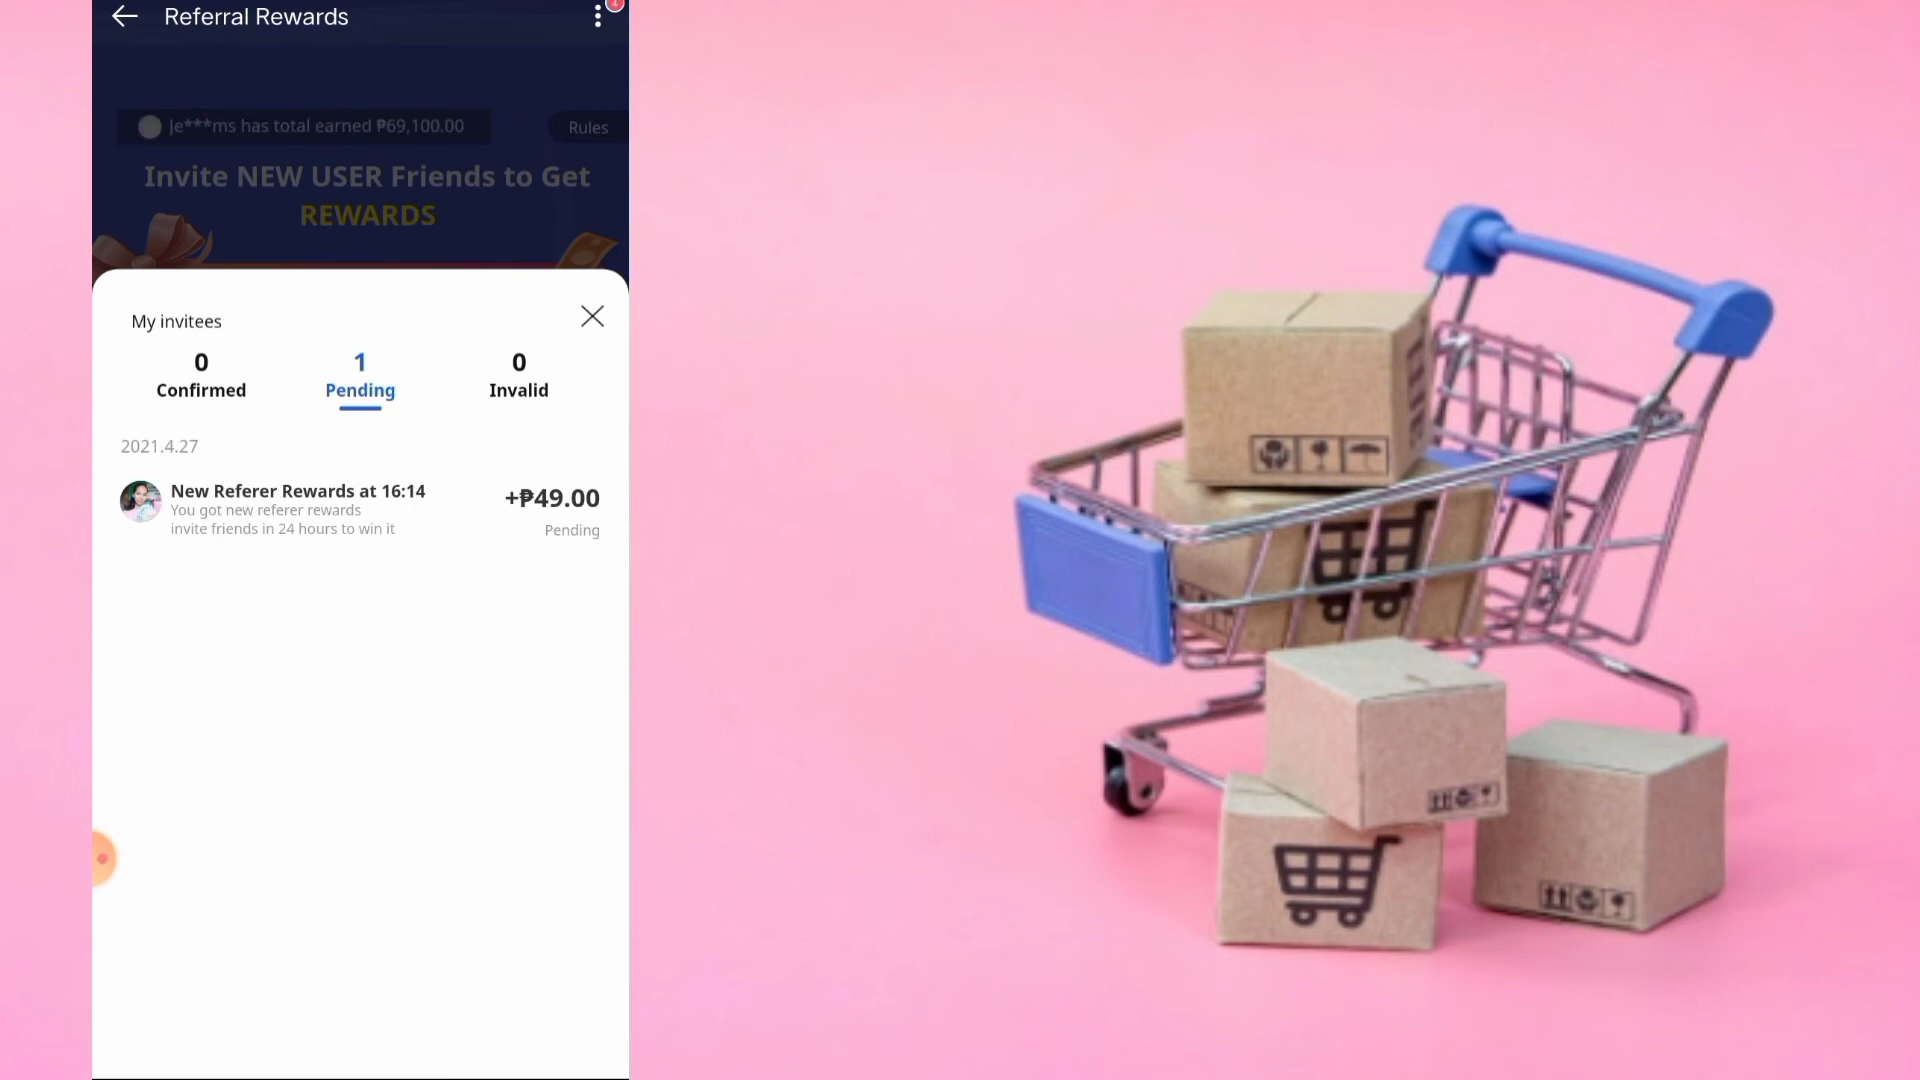 Referral Rewards
4
Je***ms has total earned ₱69,100.00
Rules
Invite NEW USER Friends to Get
REWARDS
My invitees
0
Confirmed
1
Pending
0
Invalid
2021.4.27
New Referer Rewards at 16:14
+₱49.00
You got new referer rewards
invite friends in 24 hours to win it
Pending